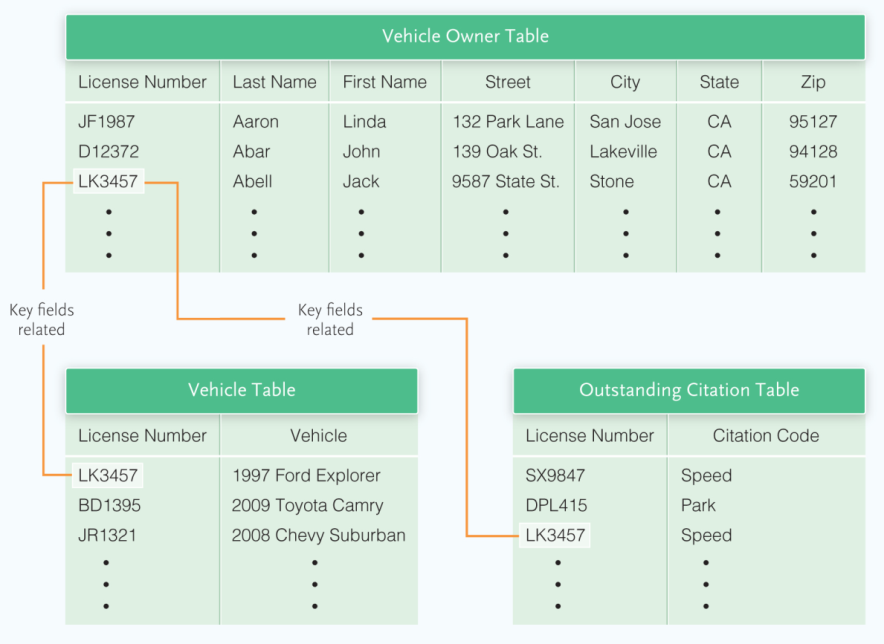 Vehicle Owner Table
License Number Last Name First Name Street City State Zip
JF1987 Aaron Linda 132 Park Lane San Jose CA 95127
D12372 Abar John 139 Oak St. Lakeville CA 94128
LK3457 Abell Jack 9587 State St. Stone CA 59201
Key fields
related
Key fields
related
Vehicle Table
License Number Vehicle
LK3457 1997 Ford Explorer
BD1395 2009 Toyota Camry
JR1321 2008 Chevy Suburban
Outstanding Citation Table
License Number Citation Code
SX9847 Speed
DPL415 Park
LK3457 Speed